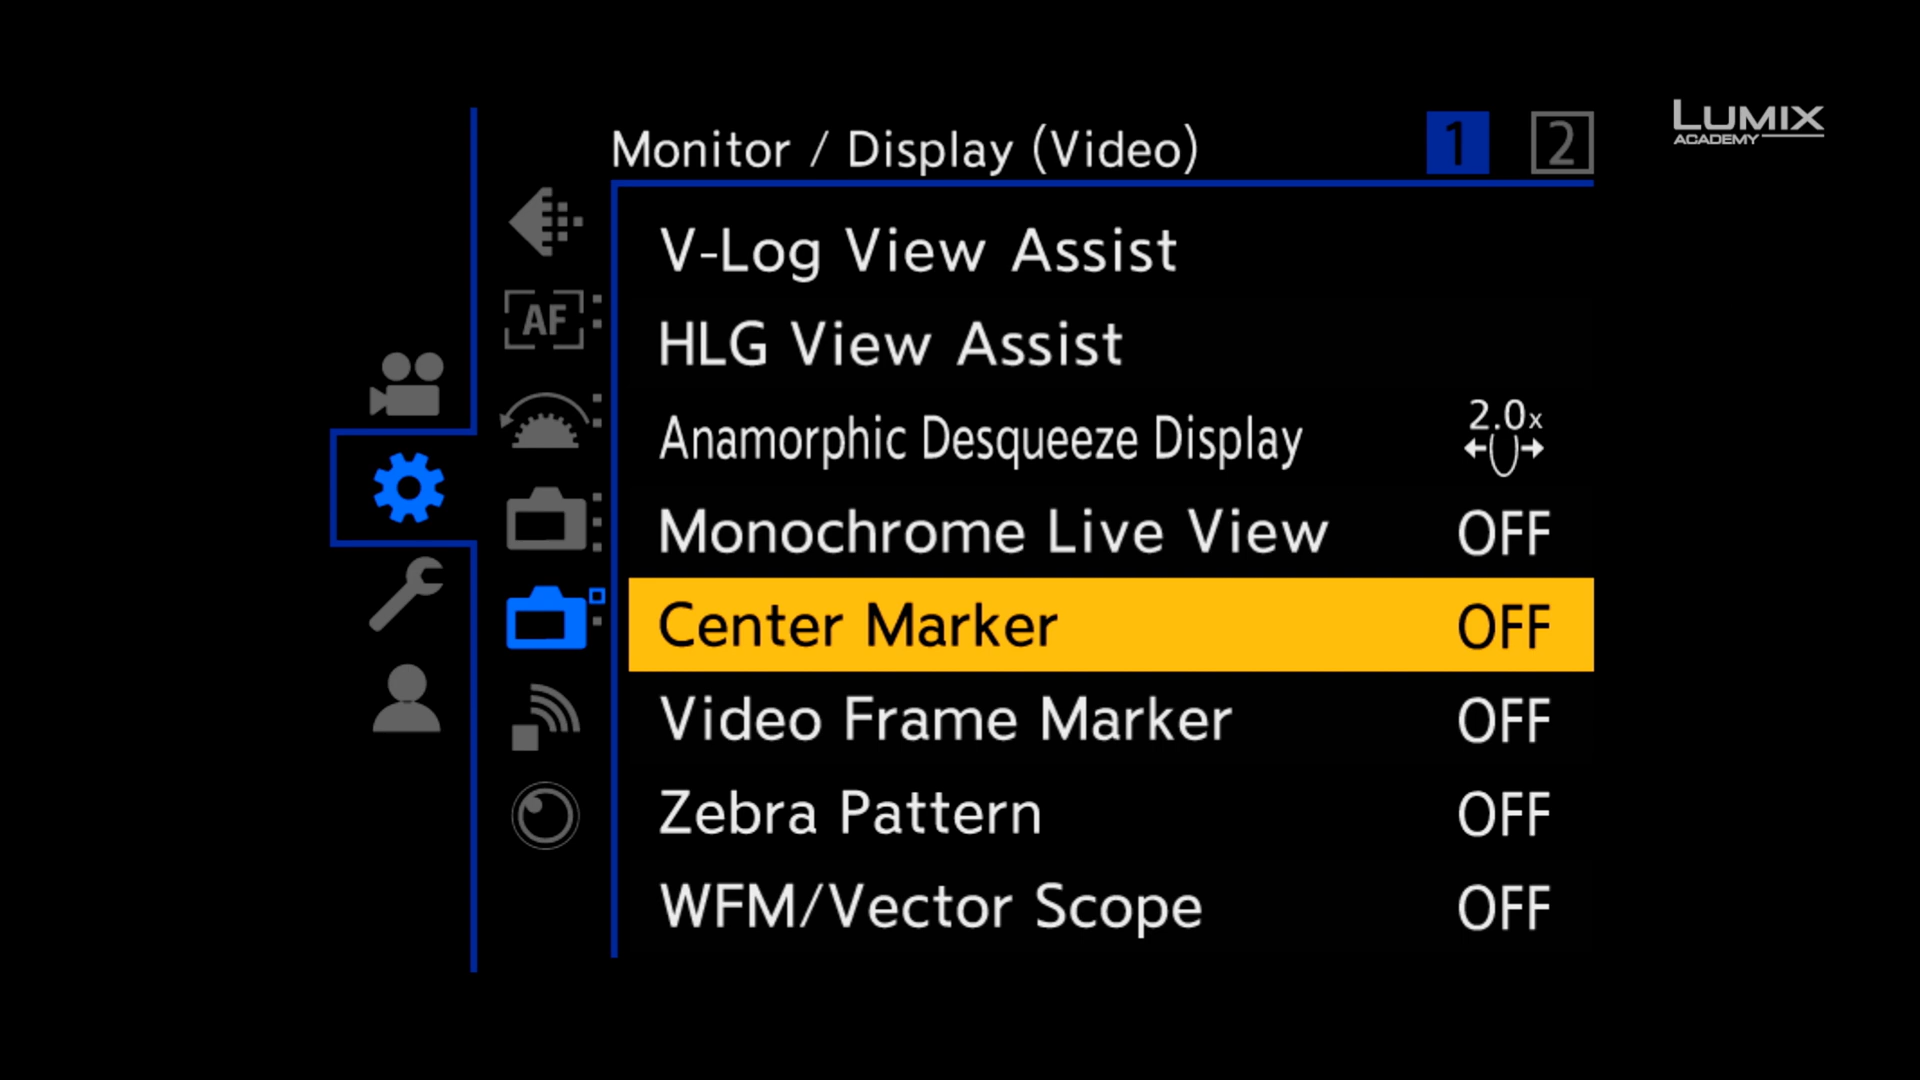 Monitor / Display (Video) 1 2
LUMIX
ACADEMY
AF
V-Log View Assist
HLG View Assist
Anamorphic Desqueeze Display 2.0x
Monochrome Live View OFF
Center Marker OFF
Video Frame Marker OFF
Zebra Pattern OFF
WFM/Vector Scope OFF